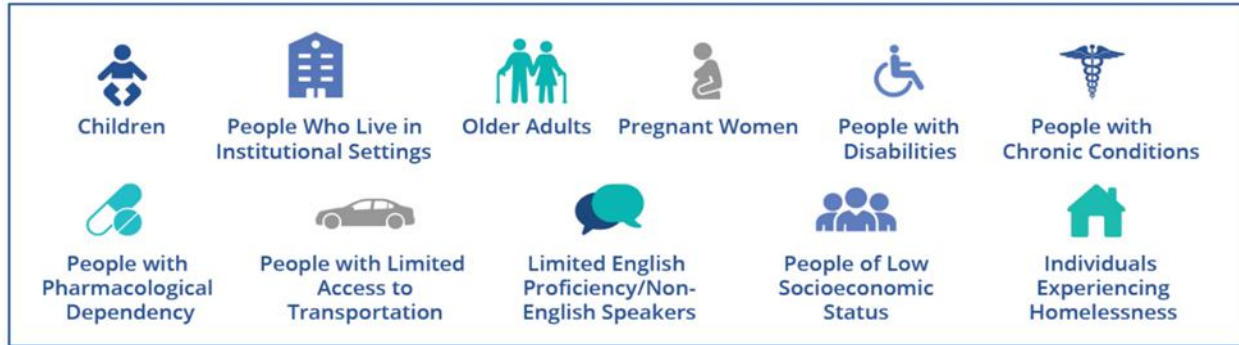 Children
People Who Live in
Institutional Settings
Older Adults
Pregnant Women
People with
Disabilities
People with
Chronic Conditions
People with
Pharmacological
Dependency
People with Limited
Access to
Transportation
Limited English
Proficiency/Non-
English Speakers
People of Low
Socioeconomic
Status
Individuals
Experiencing
Homelessness